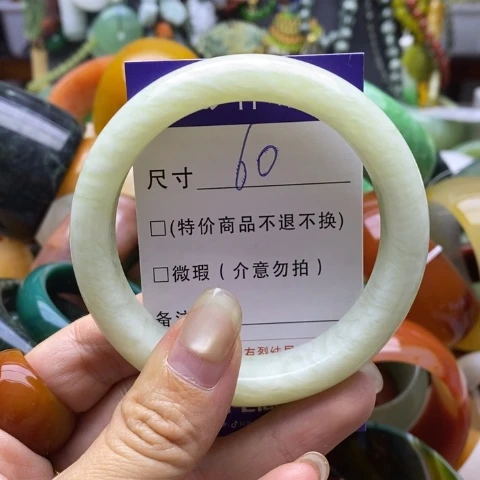 尺寸 60
□(特价商品不退不换)
□微瑕(介意勿拍)
备注